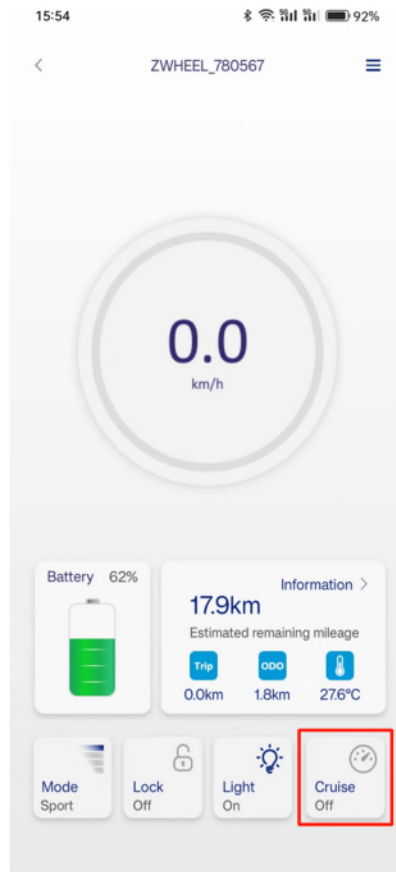 15:54
92%
ZWHEEL_780567
0.0
km/h
Battery 62%
Information >
17.9km
Estimated remaining mileage
Trip
ODO
0.0km
1.8km
27.6°C
Mode
Sport
Lock
Off
Light
On
Cruise
Off